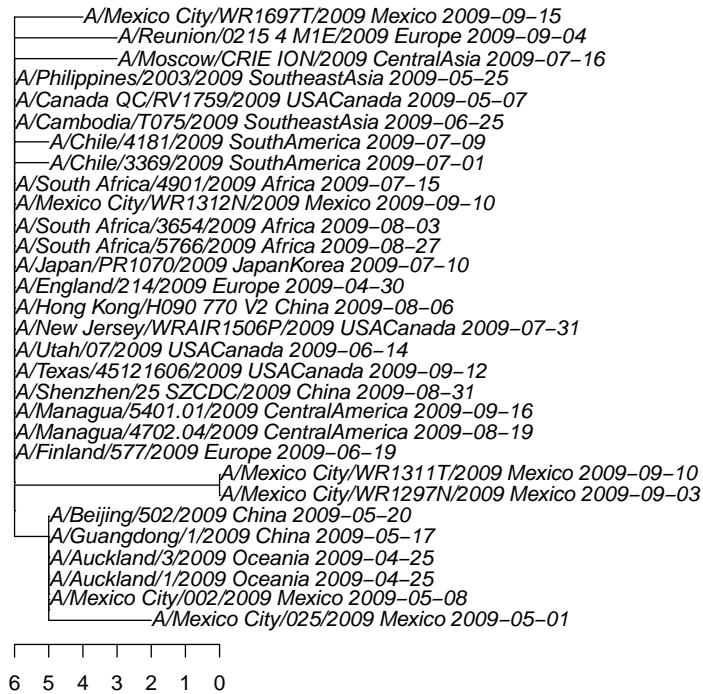 A/Mexico City/WR1697T/2009 Mexico 2009−09−15
A/Reunion/0215 4 M1E/2009 Europe 2009−09−04
A/Moscow/CRIE ION/2009 CentralAsia 2009−07−16
A/Philippines/2003/2009 SoutheastAsia 2009−05−25
A/Canada QC/RV1759/2009 USACanada 2009−05−07
A/Cambodia/T075/2009 SoutheastAsia 2009−06−25
A/Chile/4181/2009 SouthAmerica 2009−07−09
A/Chile/3369/2009 SouthAmerica 2009−07−01
A/South Africa/4901/2009 Africa 2009−07−15
A/Mexico City/WR1312N/2009 Mexico 2009−09−10
A/South Africa/3654/2009 Africa 2009−08−03
A/South Africa/5766/2009 Africa 2009−08−27
A/Japan/PR1070/2009 JapanKorea 2009−07−10
A/England/214/2009 Europe 2009−04−30
A/Hong Kong/H090 770 V2 China 2009−08−06
A/New Jersey/WRAIR1506P/2009 USACanada 2009−07−31
A/Utah/07/2009 USACanada 2009−06−14
A/Texas/45121606/2009 USACanada 2009−09−12
A/Shenzhen/25 SZCDC/2009 China 2009−08−31
A/Managua/5401.01/2009 CentralAmerica 2009−09−16
A/Managua/4702.04/2009 CentralAmerica 2009−08−19
A/Finland/577/2009 Europe 2009−06−19
A/Mexico City/WR1311T/2009 Mexico 2009−09−10
A/Mexico City/WR1297N/2009 Mexico 2009−09−03
A/Beijing/502/2009 China 2009−05−20
A/Guangdong/1/2009 China 2009−05−17
A/Auckland/3/2009 Oceania 2009−04−25
A/Auckland/1/2009 Oceania 2009−04−25
A/Mexico City/002/2009 Mexico 2009−05−08
A/Mexico City/025/2009 Mexico 2009−05−01
6 5 4 3 2 1 0